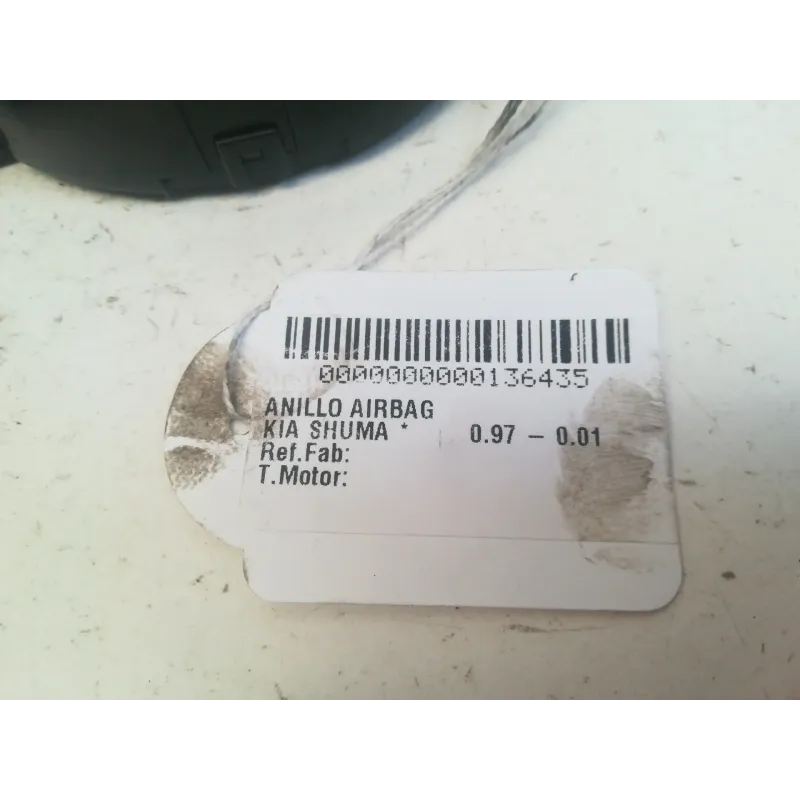 0000000000136435
ANILLO AIRBAG
KIA SHUMA * 0.97 - 0.01
Ref.Fab:
T.Motor: